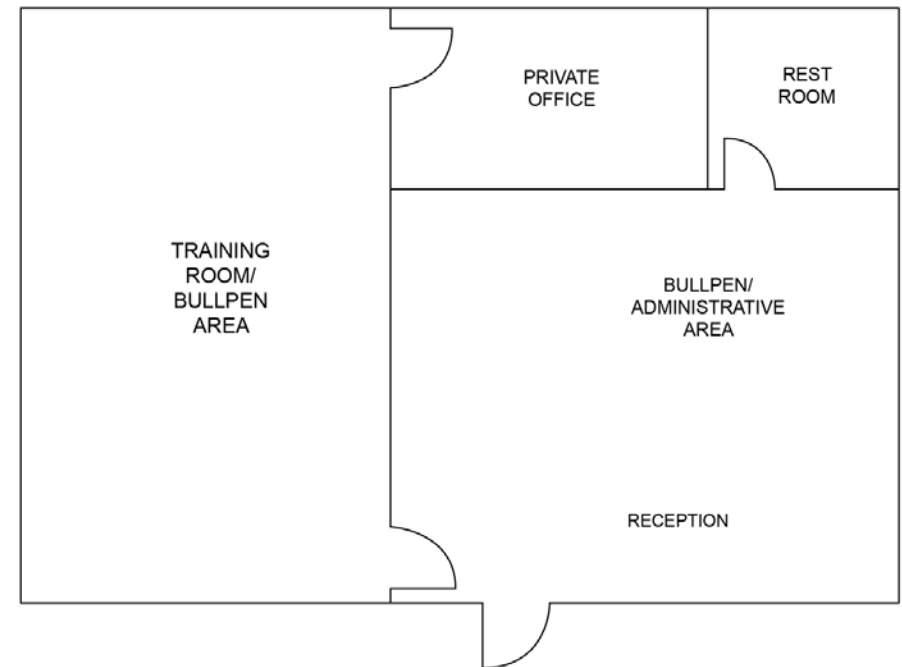 PRIVATE
OFFICE
REST
ROOM
TRAINING
ROOM/
BULLPEN
AREA
BULLPEN/
ADMINISTRATIVE
AREA
RECEPTION